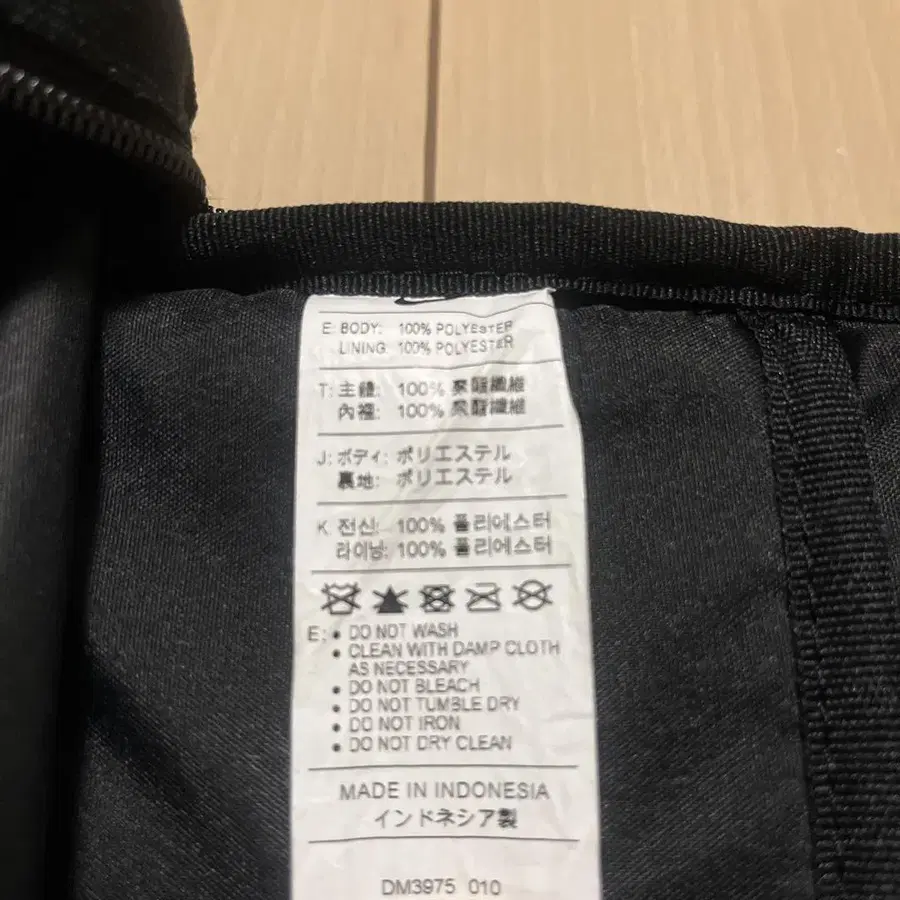 E: BODY: 100% POLYESTER
LINING: 100% POLYESTER
T: 主體: 100% 聚酯纖維
內裡: 100% 聚酯纖維
J: ボディ: ポリエステル
裏地: ポリエステル
K: 전신: 100% 폴리에스터
라이닝: 100% 폴리에스터
E: • DO NOT WASH
• CLEAN WITH DAMP CLOTH
AS NECESSARY
• DO NOT BLEACH
• DO NOT TUMBLE DRY
• DO NOT IRON
• DO NOT DRY CLEAN
MADE IN INDONESIA
インドネシア製
DM3975 010